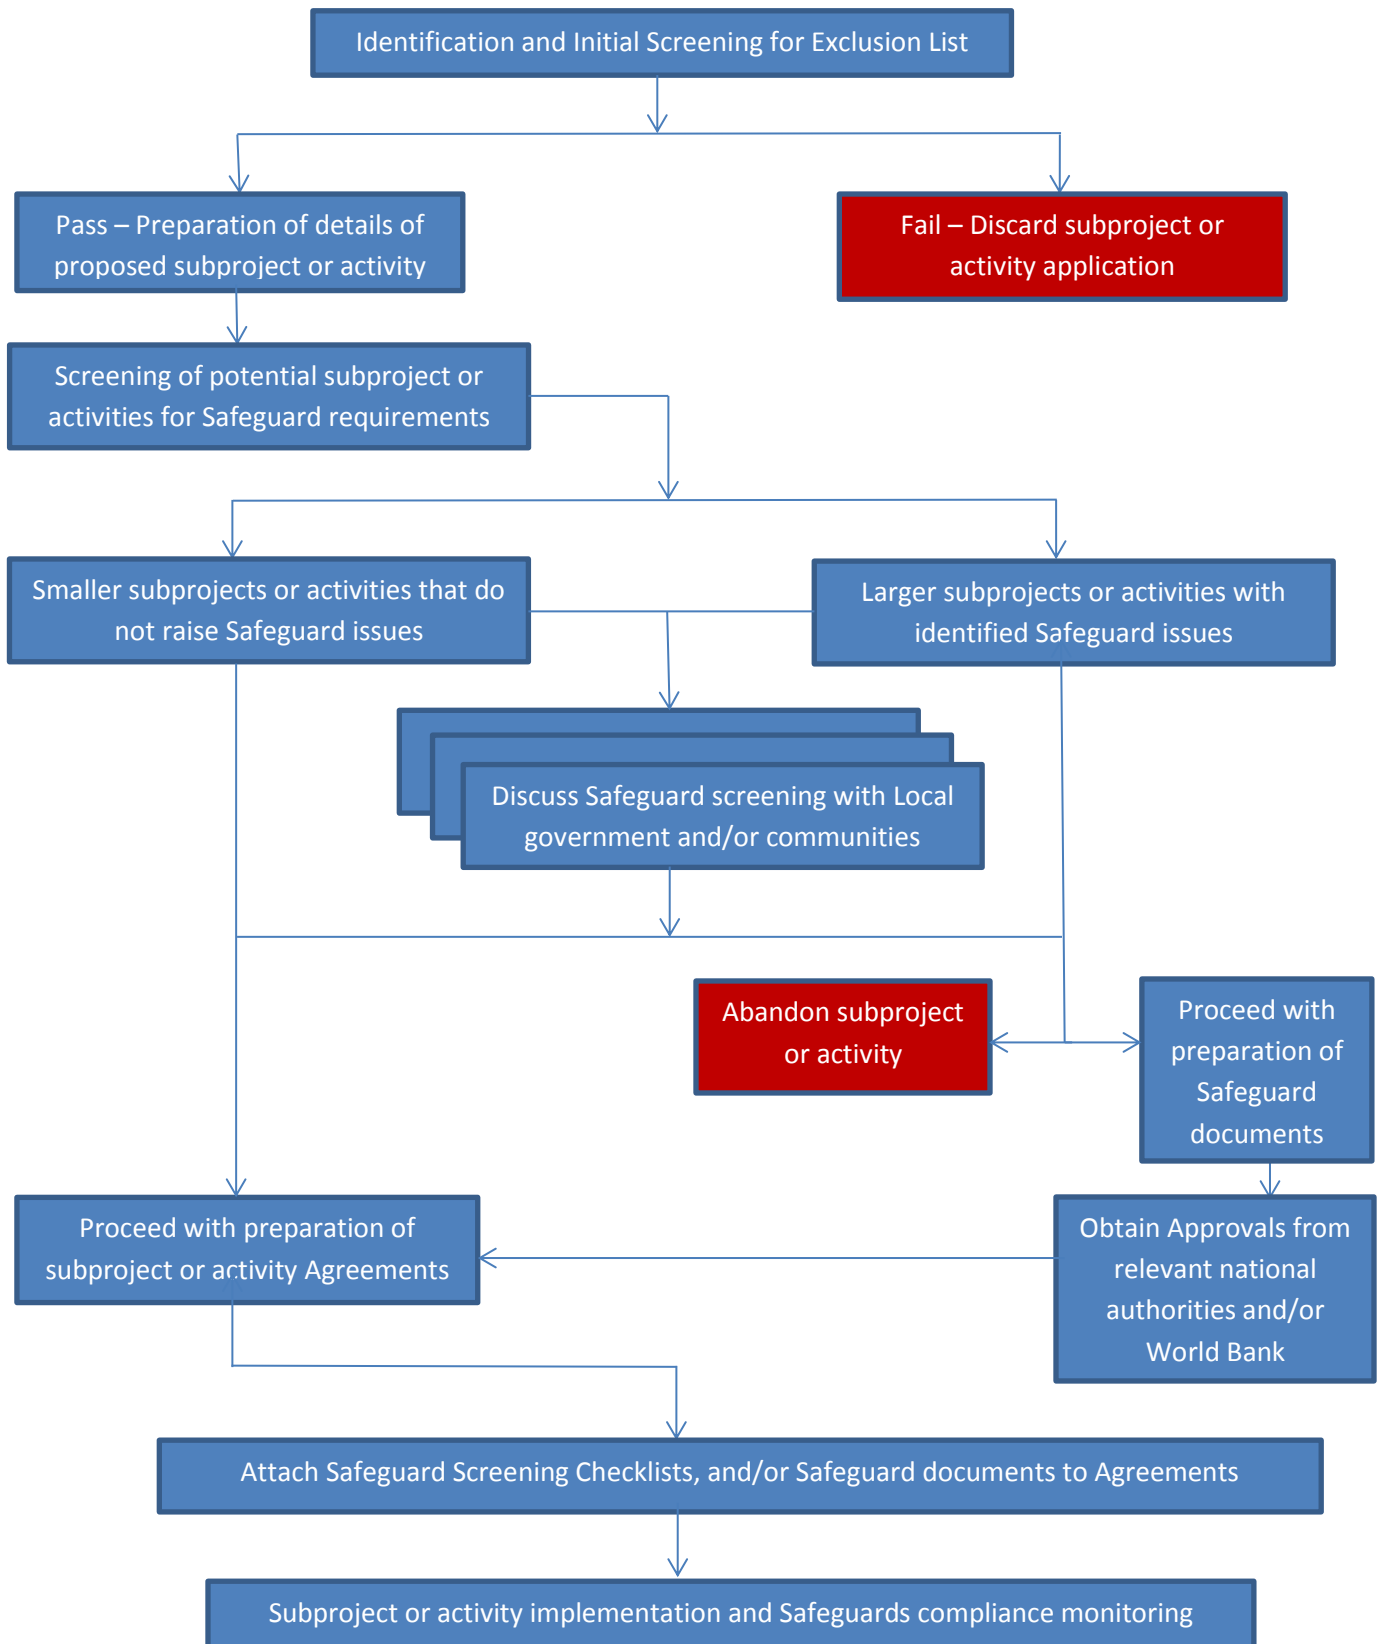 Identification and Initial Screening for Exclusion List
Pass – Preparation of details of
proposed subproject or activity
Fail – Discard subproject or
activity application
Screening of potential subproject or
activities for Safeguard requirements
Smaller subprojects or activities that do
not raise Safeguard issues
Larger subprojects or activities with
identified Safeguard issues
Discuss Safeguard screening with Local
government and/or communities
Abandon subproject
or activity
Proceed with
preparation of
Safeguard
documents
Proceed with preparation of
subproject or activity Agreements
Obtain Approvals from
relevant national
authorities and/or
World Bank
Attach Safeguard Screening Checklists, and/or Safeguard documents to Agreements
Subproject or activity implementation and Safeguards compliance monitoring